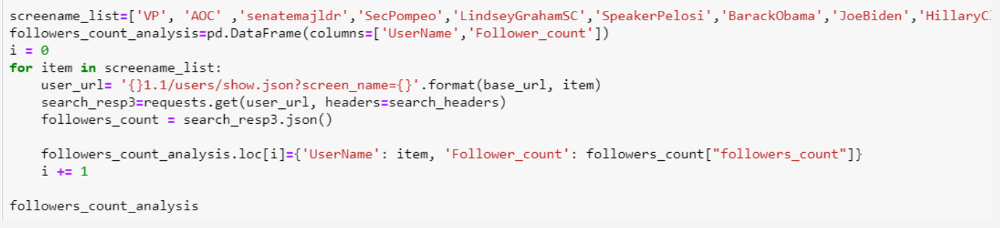 screename_list=['VP', 'AOC' ,'senatemajldr','SecPompeo','LindseyGrahamSC','SpeakerPelosi','BarackObama','JoeBiden',
followers_count_analysis=pd.DataFrame(columns=['UserName','Follower_count'])
i = 0
for item in screename_list:
    user_url= '{}1.1/users/show.json?screen_name={}'.format(base_url, item)
    search_resp3=requests.get(user_url, headers=search_headers)
    followers_count = search_resp3.json()
    followers_count_analysis.loc[i]={'UserName': item, 'Follower_count': followers_count["followers_count"]}
    i += 1
followers_count_analysis